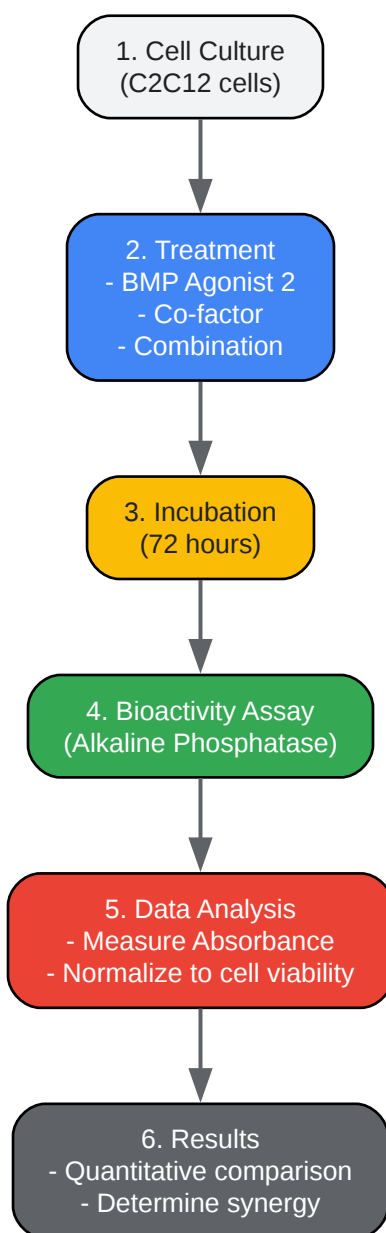 1. Cell Culture
(C2C12 cells)
2. Treatment
- BMP Agonist 2
- Co-factor
- Combination
3. Incubation
(72 hours)
4. Bioactivity Assay
(Alkaline Phosphatase)
5. Data Analysis
- Measure Absorbance
- Normalize to cell viability
6. Results
- Quantitative comparison
- Determine synergy